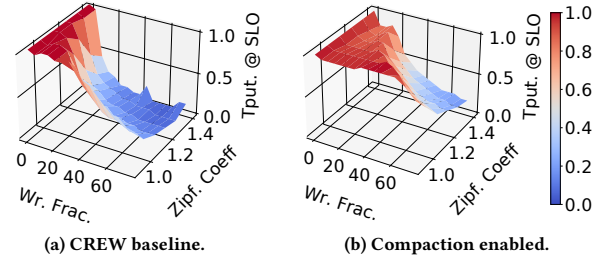 1.0
0.5
0.0
Tput. @ SLO
0 20 40 60
Wr. Frac.
1.0 1.2 1.4
Zipf. Coeff
(a) CREW baseline.
1.0
0.5
0.0
Tput. @ SLO
0 20 40 60
Wr. Frac.
1.0 1.2 1.4
Zipf. Coeff
(b) Compaction enabled.
1.0
0.8
0.6
0.4
0.2
0.0